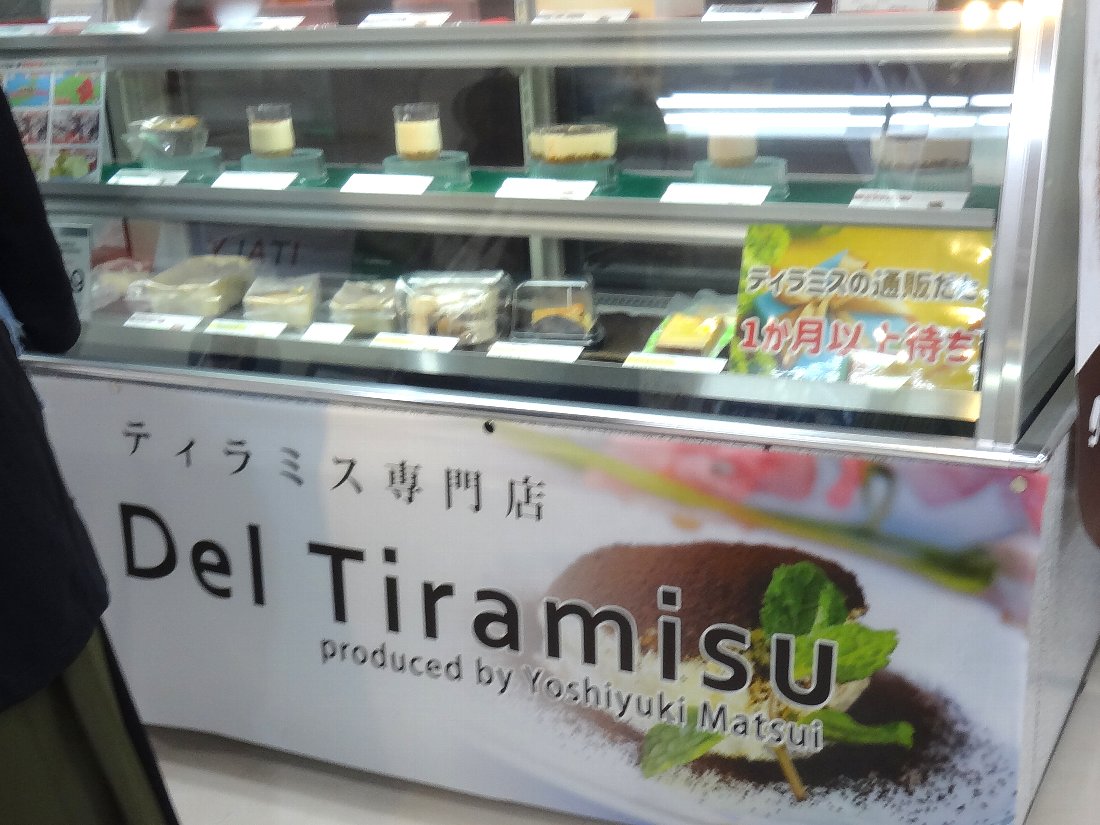 ティラミスの通販だと
1か月以上待ち
ティラミス専門店
Del Tiramisu
produced by Yoshiyuki Matsui